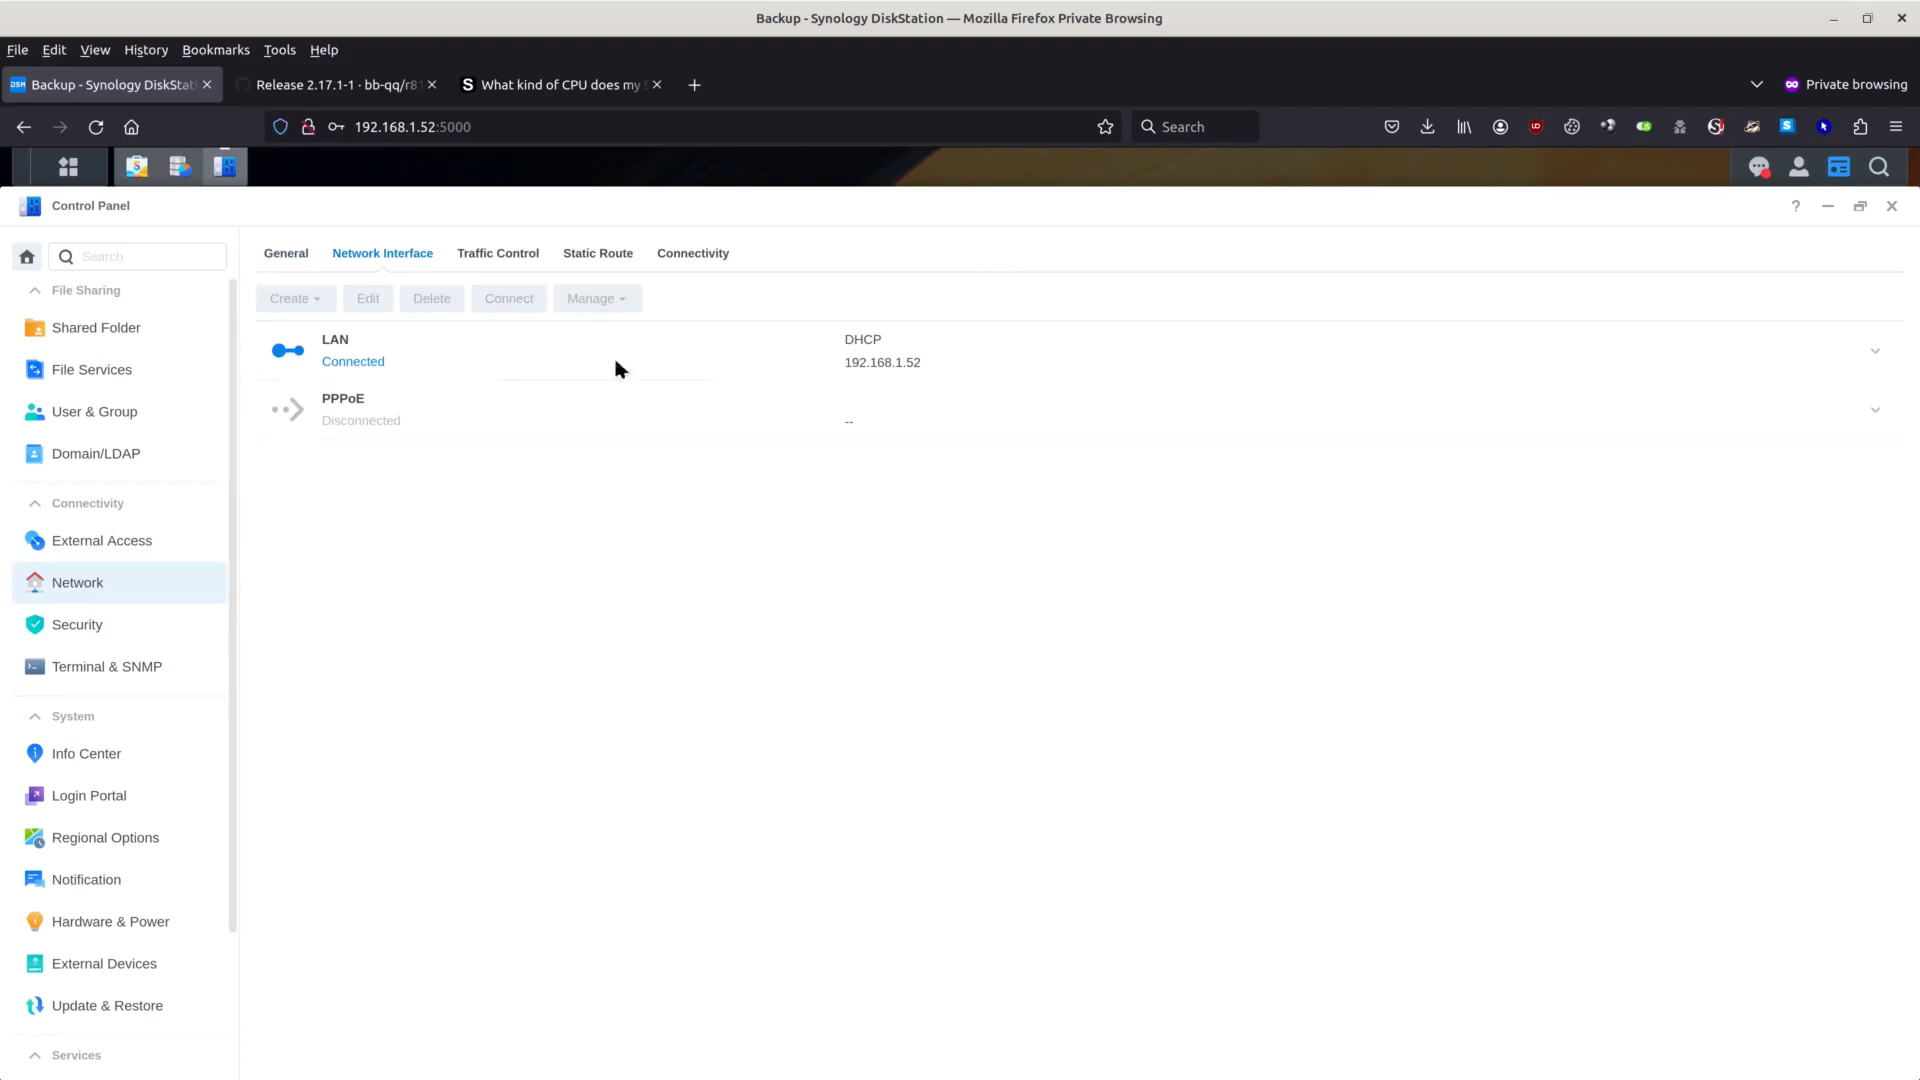 Backup - Synology DiskStation — Mozilla Firefox Private Browsing
File Edit View History Bookmarks Tools Help
DSM Backup - Synology DiskStat
Release 2.17.1-1 · bb-qq/r81
S What kind of CPU does my
Private browsing
192.168.1.52:5000
Search
Control Panel
Search
General Network Interface Traffic Control Static Route Connectivity
Create Edit Delete Connect Manage
LAN
Connected
DHCP
192.168.1.52
PPPoE
Disconnected
--
File Sharing
Shared Folder
File Services
User & Group
Domain/LDAP
Connectivity
External Access
Network
Security
Terminal & SNMP
System
Info Center
Login Portal
Regional Options
Notification
Hardware & Power
External Devices
Update & Restore
Services